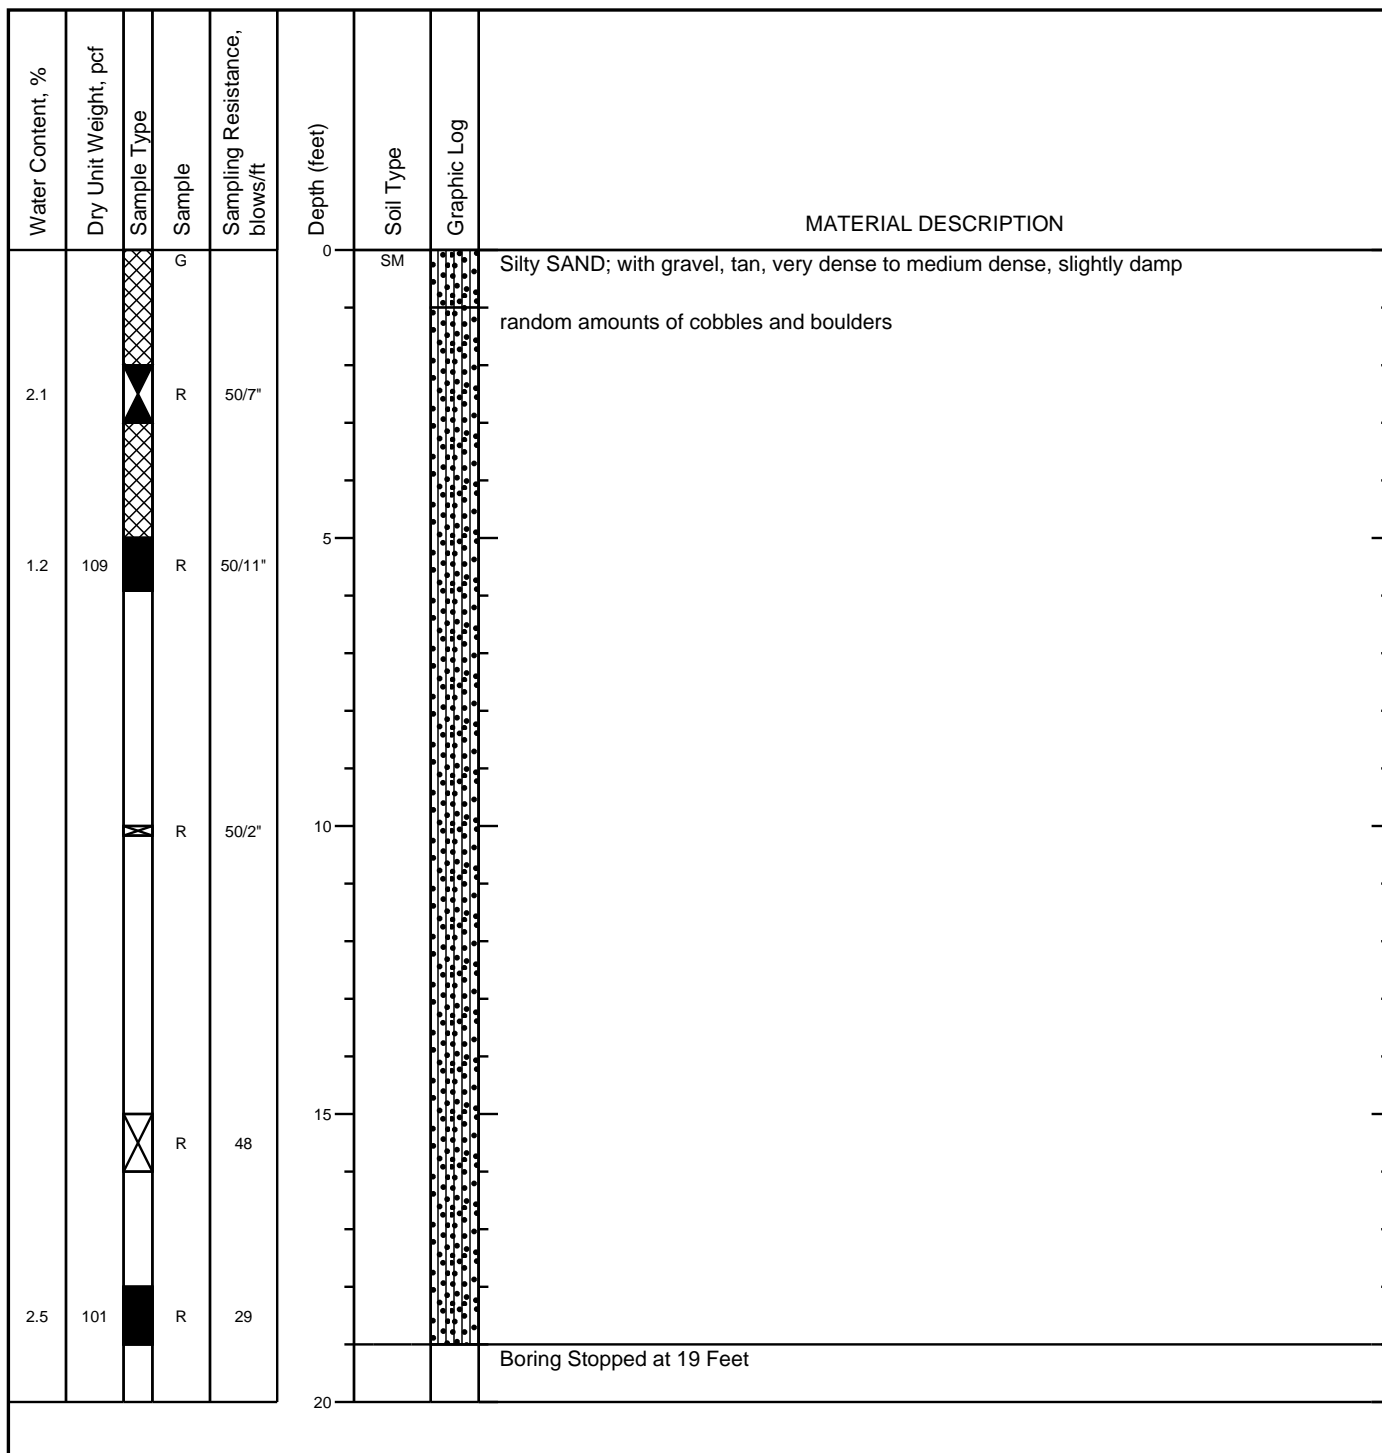 Water Content, %
Dry Unit Weight, pcf
Sample Type
Sample
Sampling Resistance,
blows/ft
Depth (feet)
Soil Type
Graphic Log
MATERIAL DESCRIPTION
0
G
SM
Silty SAND; with gravel, tan, very dense to medium dense, slightly damp
random amounts of cobbles and boulders
2.1
R
50/7"
5
1.2
109
R
50/11"
R
50/2"
10
15
R
48
2.5
101
R
29
Boring Stopped at 19 Feet
20